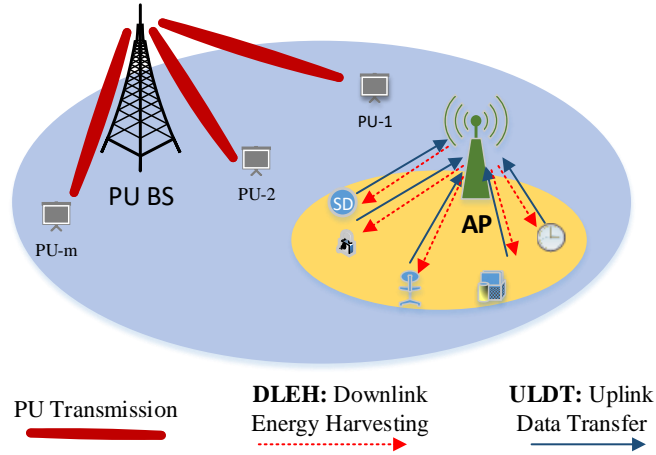 PU-1
PU BS
PU-2
SD
PU-m
AP
PU Transmission
DLEH: Downlink
Energy Harvesting
ULDT: Uplink
Data Transfer